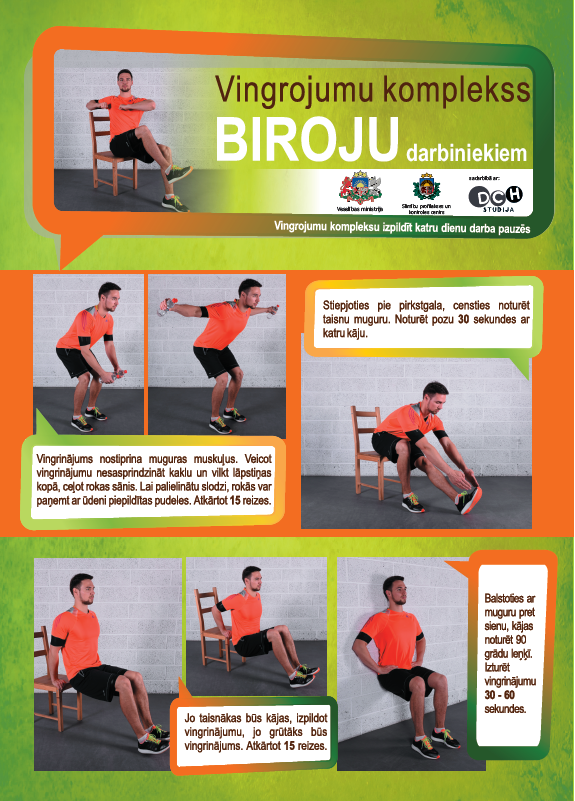 Vingrojumu komplekss
BIROJU darbiniekiem
Veselības ministrija
Slimību profilakses un
kontroles centrs
sadarbībā ar:
DCH
STUDIJA
Vingrojumu kompleksu izpildīt katru dienu darba pauzēs
Stiepjoties pie pirkstgala, censties noturēt
taisnu muguru. Noturēt pozu 30 sekundes ar
katru kāju.
Vingrinājums nostiprina muguras muskuļus. Veicot
vingrinājumu nesasprindzināt kaklu un vilkt lāpstiņas
kopā, ceļot rokas sānis. Lai palielinātu slodzi, rokās var
paņemt ar ūdeni piepildītas pudeles. Atkārtot 15 reizes.
Jo taisnākas būs kājas, izpildot
vingrinājumu, jo grūtāks būs
vingrinājums. Atkārtot 15 reizes.
Balstoties ar
muguru pret
sienu, kājas
noturēt 90
grādu leņķī.
Izturēt
vingrinājumu
30 - 60
sekundes.